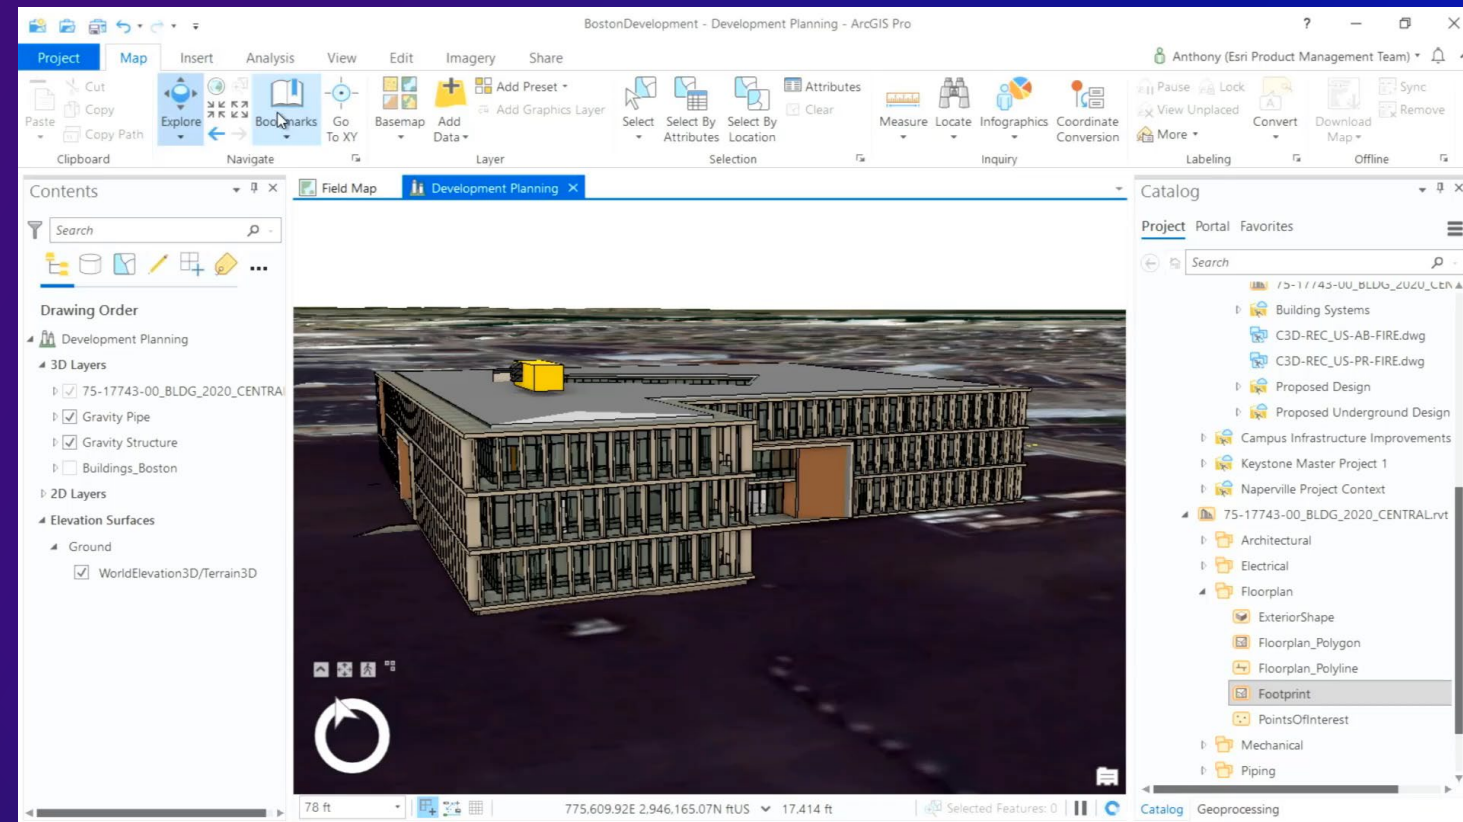 BostonDevelopment - Development Planning - ArcGIS Pro
?
Project Map Insert Analysis View Edit Imagery Share
Anthony (Esri Product Management Team)
Paste
Cut
Copy
Copy Path
Clipboard
Explore
Bookmarks
Go
To XY
Navigate
Basemap
Add
Data
Add Preset
Add Graphics Layer
Layer
Select
Select By
Attributes
Select By
Location
Attributes
Clear
Selection
Measure
Locate
Infographics
Coordinate
Conversion
Inquiry
Pause
Lock
View Unplaced
More
Convert
Labeling
Download
Map
Sync
Remove
Offline
Contents
Search
Drawing Order
Development Planning
3D Layers
75-17743-00_BLDG_2020_CENTRA
Gravity Pipe
Gravity Structure
Buildings_Boston
2D Layers
Elevation Surfaces
Ground
WorldElevation3D/Terrain3D
Field Map
Development Planning
78 ft
775,609.92E 2,946,165.07N ftUS
17.414 ft
Selected Features: 0
Catalog
Project Portal Favorites
Search
75-17743-00_BLDG_2020_CEN
Building Systems
C3D-REC_US-AB-FIRE.dwg
C3D-REC_US-PR-FIRE.dwg
Proposed Design
Proposed Underground Design
Campus Infrastructure Improvements
Keystone Master Project 1
Naperville Project Context
75-17743-00_BLDG_2020_CENTRAL.rvt
Architectural
Electrical
Floorplan
ExteriorShape
Floorplan_Polygon
Floorplan_Polyline
Footprint
PointsOfInterest
Mechanical
Piping
Catalog Geoprocessing